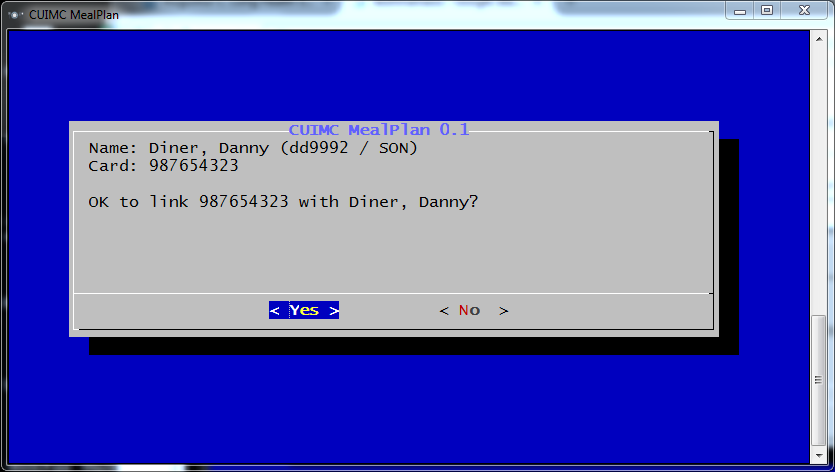 CUIMC MealPlan
CUIMC MealPlan 0.1
Name: Diner, Danny (dd9992 / SON)
Card: 987654323
OK to link 987654323 with Diner, Danny?
< Yes > < No >